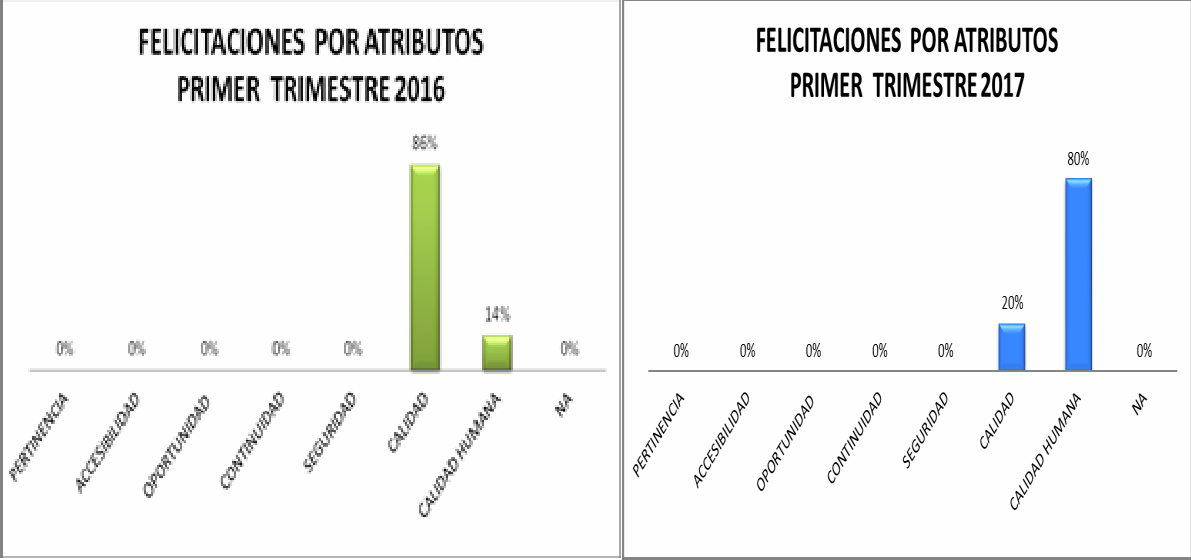 FELICITACIONES POR ATRIBUTOS
PRIMER TRIMESTRE 2016
86%
14%
0%
0%
0%
0%
0%
0%
PERTINENCIA
ACCESIBILIDAD
OPORTUNIDAD
CONTINUIDAD
SEGURIDAD
CALIDAD
CALIDAD HUMANA
NA
FELICITACIONES POR ATRIBUTOS
PRIMER TRIMESTRE 2017
80%
20%
0%
0%
0%
0%
0%
0%
PERTINENCIA
ACCESIBILIDAD
OPORTUNIDAD
CONTINUIDAD
SEGURIDAD
CALIDAD
CALIDAD HUMANA
NA